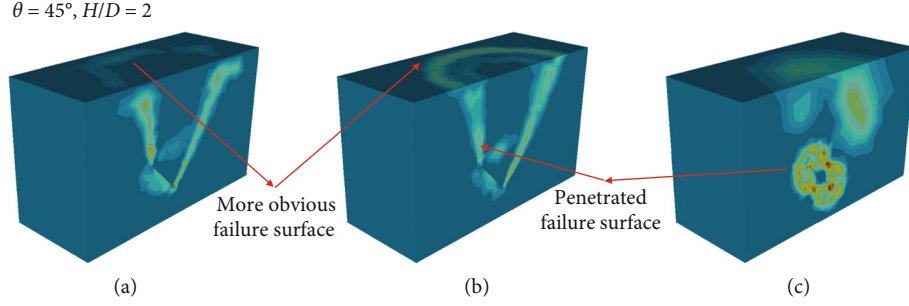 θ = 45°, H/D = 2
More obvious
failure surface
Penetrated
failure surface
(a)
(b)
(c)